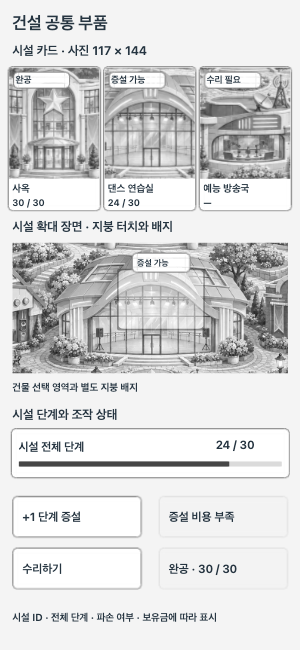 건설 공통 부품
시설 카드 · 사진 117 × 144
완공
증설 가능
수리 필요
사옥
댄스 연습실
예능 방송국
30 / 30
24 / 30
—
시설 확대 장면 · 지붕 터치와 배지
증설 가능
건물 선택 영역과 별도 지붕 배지
시설 단계와 조작 상태
시설 전체 단계
24 / 30
+1 단계 증설
증설 비용 부족
수리하기
완공 · 30 / 30
시설 ID · 전체 단계 · 파손 여부 · 보유금에 따라 표시